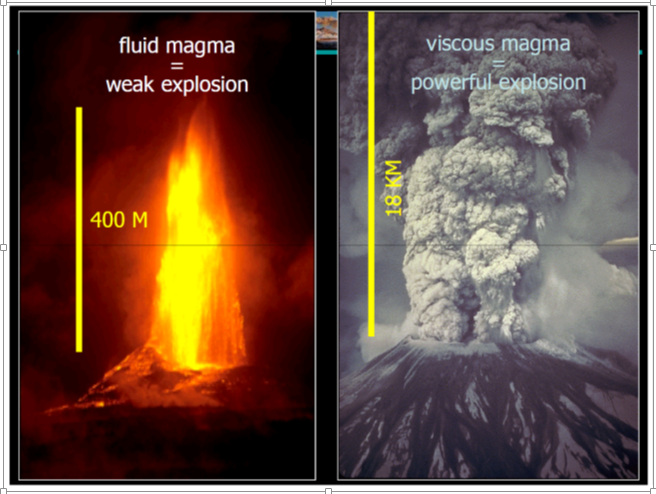 fluid magma
=
weak explosion
400 M
viscous magma
=
powerful explosion
18 KM